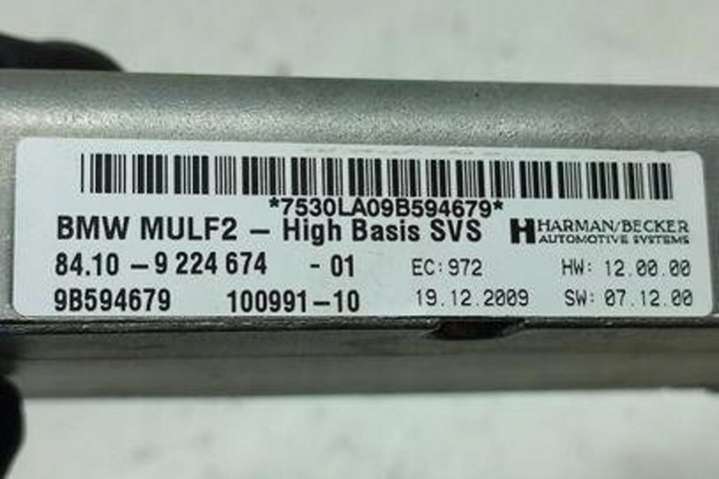 *7530LA09B594679*
BMW MULF2 – High Basis SVS HARMAN/BECKER
AUTOMOTIVE SYSTEMS
84.10 – 9 224 674 - 01 EC: 972 HW: 12.00.00
9B594679 100991–10 19.12.2009 SW: 07.12.00